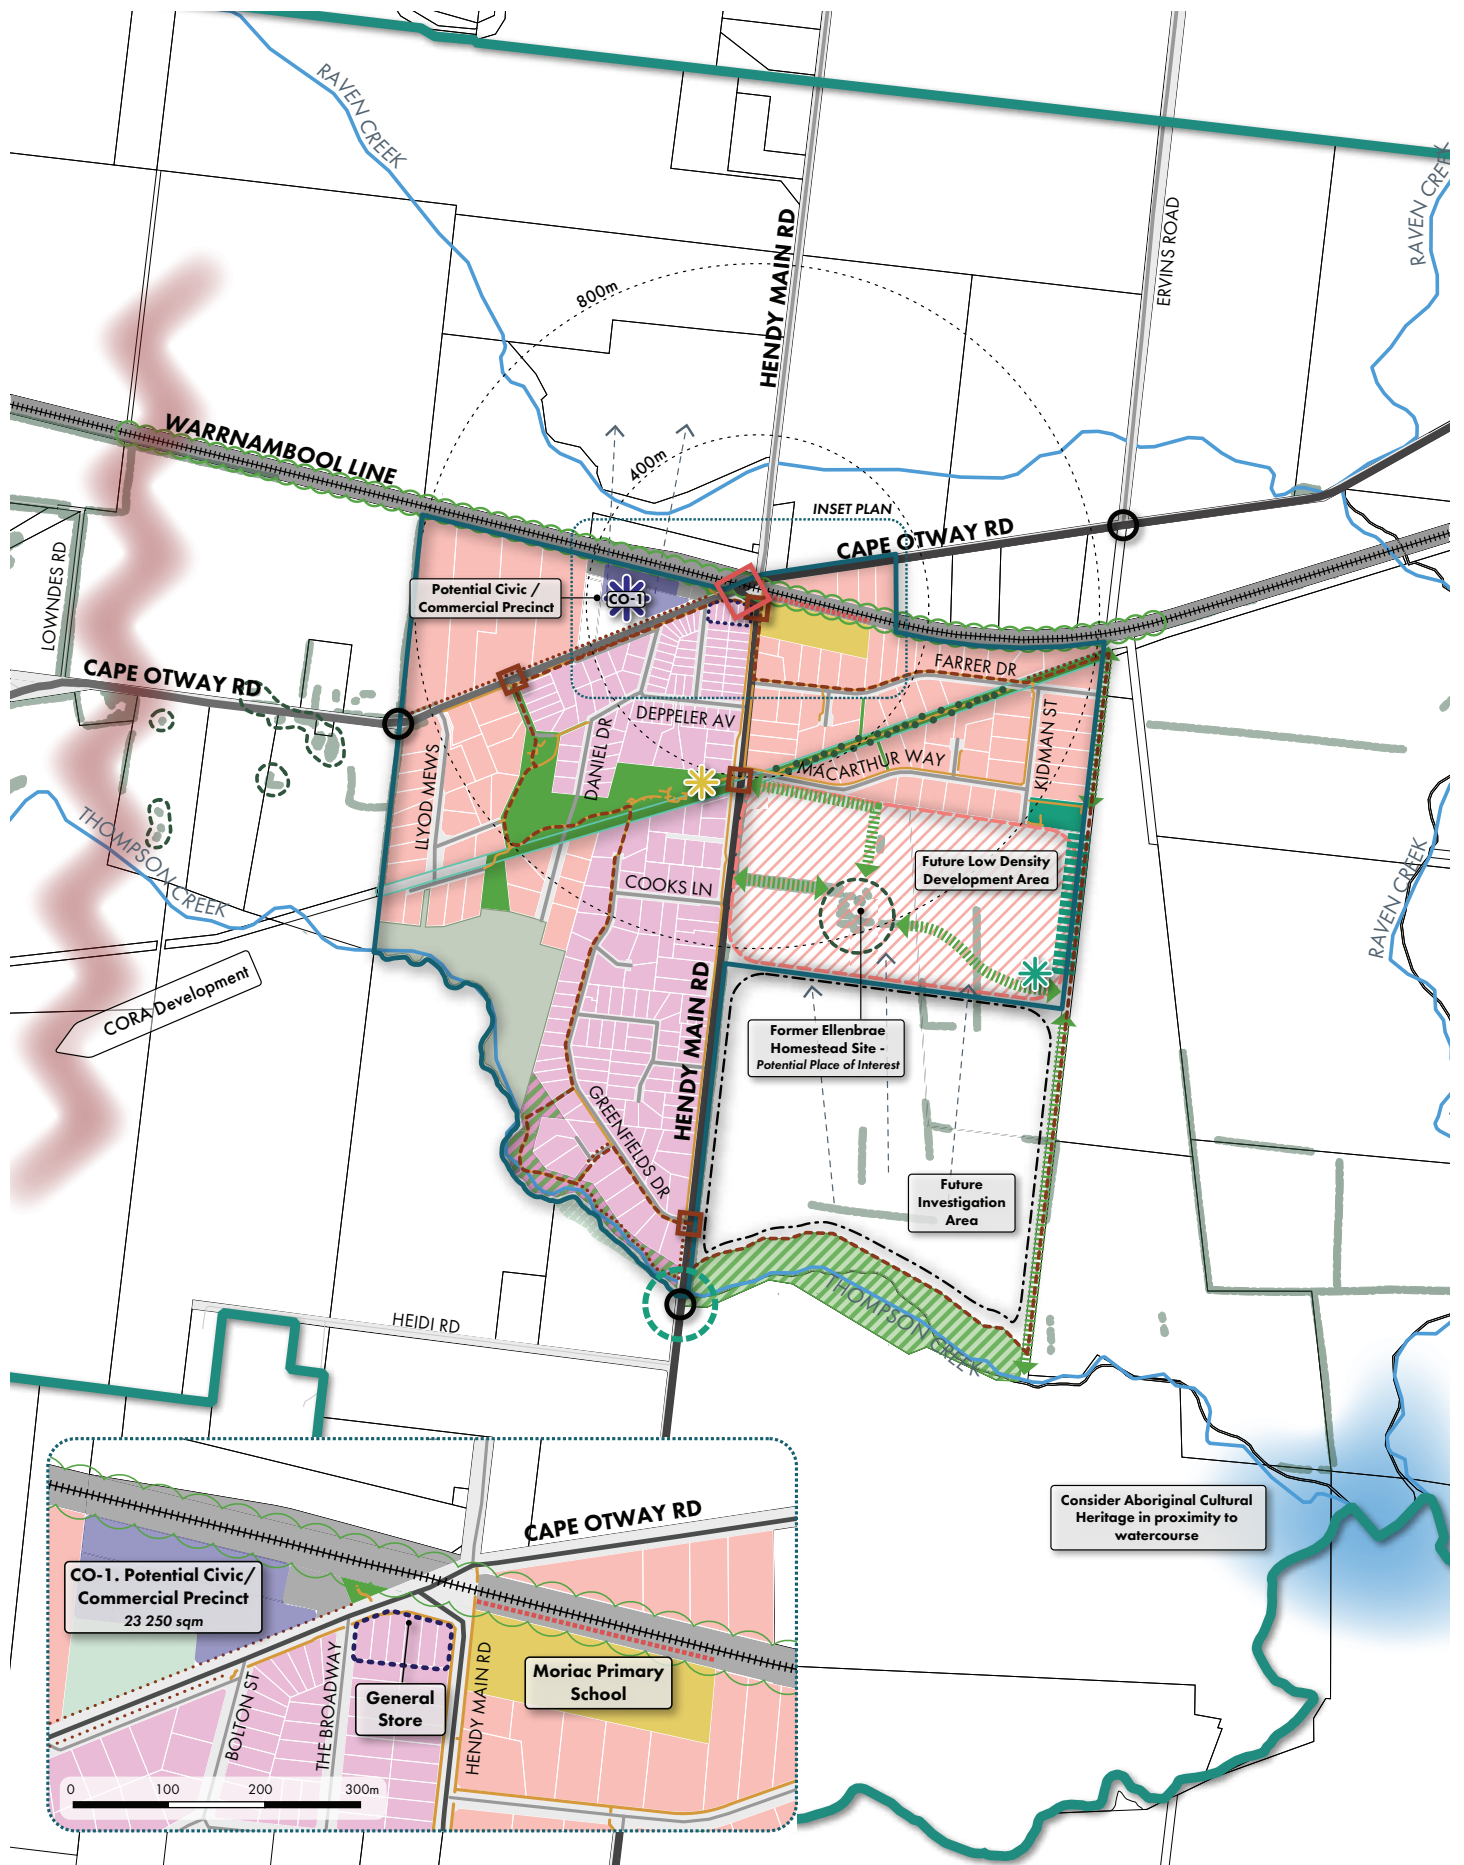 RAVEN CREEK
RAVEN CREEK
HENDY MAIN RD
ERVINS ROAD
800m
400m
WARRNAMBOOL LINE
INSET PLAN
CAPE OTWAY RD
LOWNDES RD
Potential Civic /
Commercial Precinct
CO-1
CAPE OTWAY RD
FARRER DR
DEPPELER AV
DANIEL DR
LLYOD MEWS
MACARTHUR WAY
KIDMAN ST
THOMPSON CREEK
COOKS LN
Future Low Density
Development Area
RAVEN CREEK
CORA Development
HENDY MAIN RD
Former Ellenbrae
Homestead Site -
Potential Place of Interest
GREENFIELDS DR
Future
Investigation
Area
THOMPSON CREEK
HEIDI RD
Consider Aboriginal Cultural
Heritage in proximity to
watercourse
CAPE OTWAY RD
CO-1. Potential Civic/
Commercial Precinct
23 250 sqm
BOLTON ST
THE BROADWAY
General
Store
HENDY MAIN RD
Moriac Primary
School
0 100 200 300m